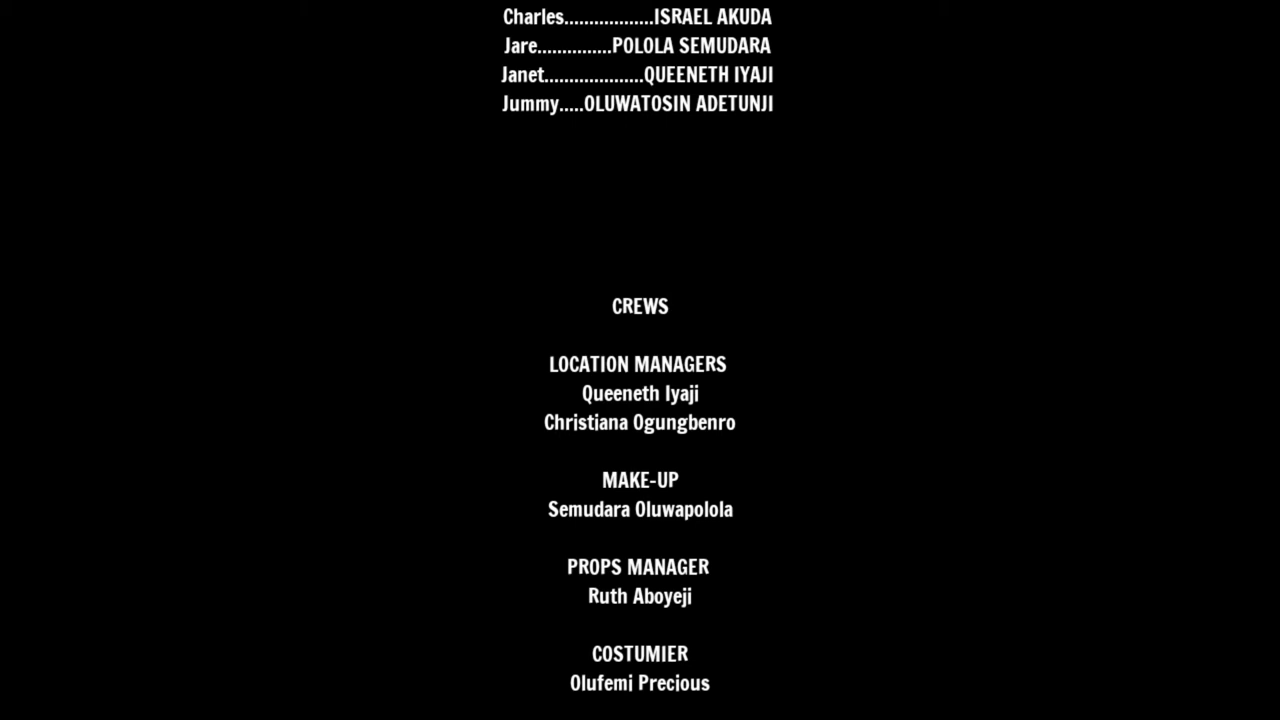 Charles..................ISRAEL AKUDA
Jare...............POLOLA SEMUDARA
Janet....................QUEENETH IYAJI
Jummy.....OLUWATOSIN ADETUNJI
CREWS
LOCATION MANAGERS
Queeneth Iyaji
Christiana Ogungbenro
MAKE-UP
Semudara Oluwapolola
PROPS MANAGER
Ruth Aboyeji
COSTUMIER
Olufemi Precious